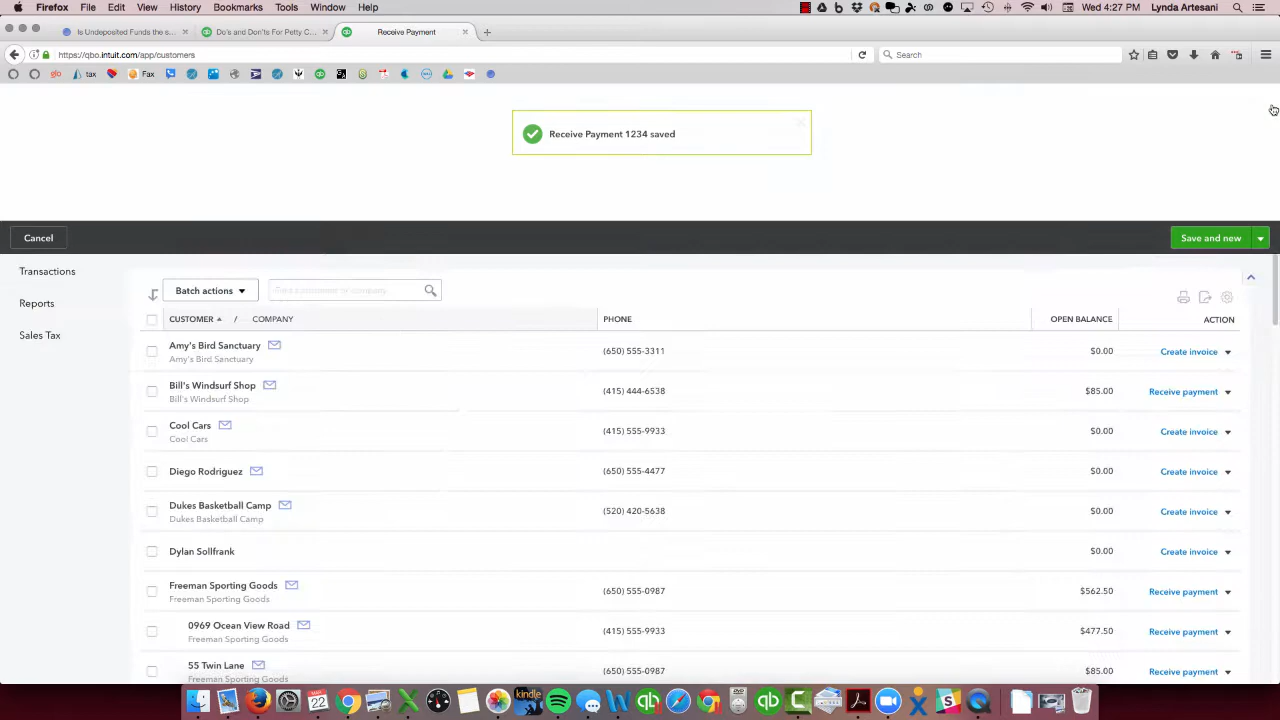 Firefox File Edit View History Bookmarks Tools Window Help Wed 4:27 PM Lynda Artesani
Is Undeposited Funds the s... × Do's and Don'ts For Petty C... × Receive Payment × +
https://qbo.intuit.com/app/customers Search
glo tax Fax
Receive Payment 1234 saved
Cancel Save and new
Transactions
Reports
Sales Tax
Batch actions Find a customer or company
CUSTOMER / COMPANY PHONE OPEN BALANCE ACTION
Amy's Bird Sanctuary (650) 555-3311 $0.00 Create invoice
Amy's Bird Sanctuary
Bill's Windsurf Shop (415) 444-6538 $85.00 Receive payment
Bill's Windsurf Shop
Cool Cars (415) 555-9933 $0.00 Create invoice
Cool Cars
Diego Rodriguez (650) 555-4477 $0.00 Create invoice
Dukes Basketball Camp (520) 420-5638 $0.00 Create invoice
Dukes Basketball Camp
Dylan Sollfrank $0.00 Create invoice
Freeman Sporting Goods (650) 555-0987 $562.50 Receive payment
Freeman Sporting Goods
0969 Ocean View Road (415) 555-9933 $477.50 Receive payment
Freeman Sporting Goods
55 Twin Lane (650) 555-0987 $85.00 Receive payment
Freeman Sporting Goods
22
kindle